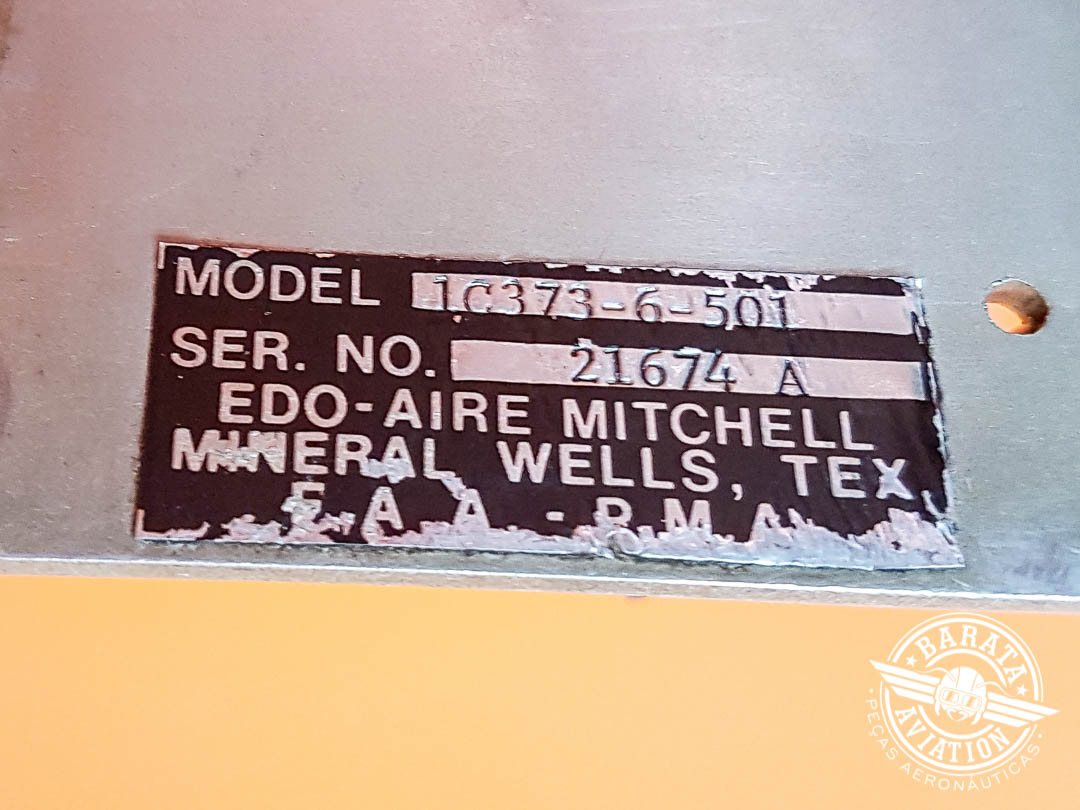 MODEL 1C373-6-501
SER. NO. 21674 A
EDO-AIRE MITCHELL
MINERAL WELLS, TEX
F A A - P M A
BARATA
AVIATION
PEÇAS AERONÁUTICAS